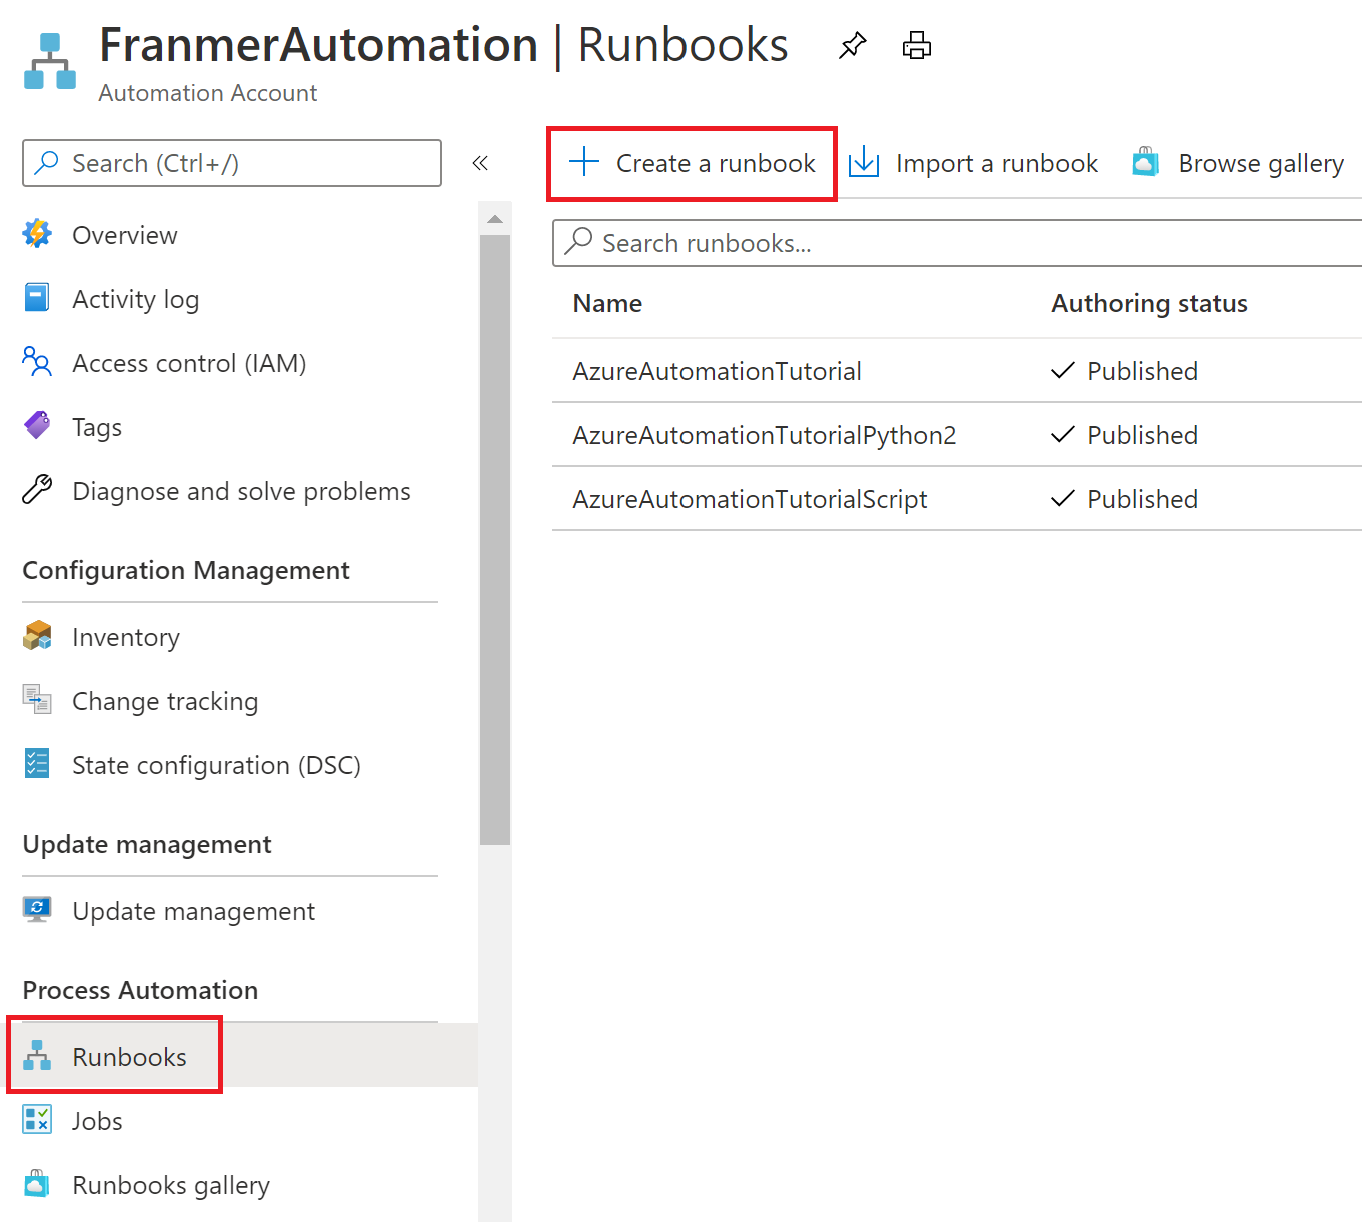 FranmerAutomation | Runbooks
Automation Account
Search (Ctrl+/)
«
Create a runbook
Import a runbook
Browse gallery
Search runbooks...
Name
Authoring status
AzureAutomationTutorial
Published
AzureAutomationTutorialPython2
Published
AzureAutomationTutorialScript
Published
Overview
Activity log
Access control (IAM)
Tags
Diagnose and solve problems
Configuration Management
Inventory
Change tracking
State configuration (DSC)
Update management
Update management
Process Automation
Runbooks
Jobs
Runbooks gallery